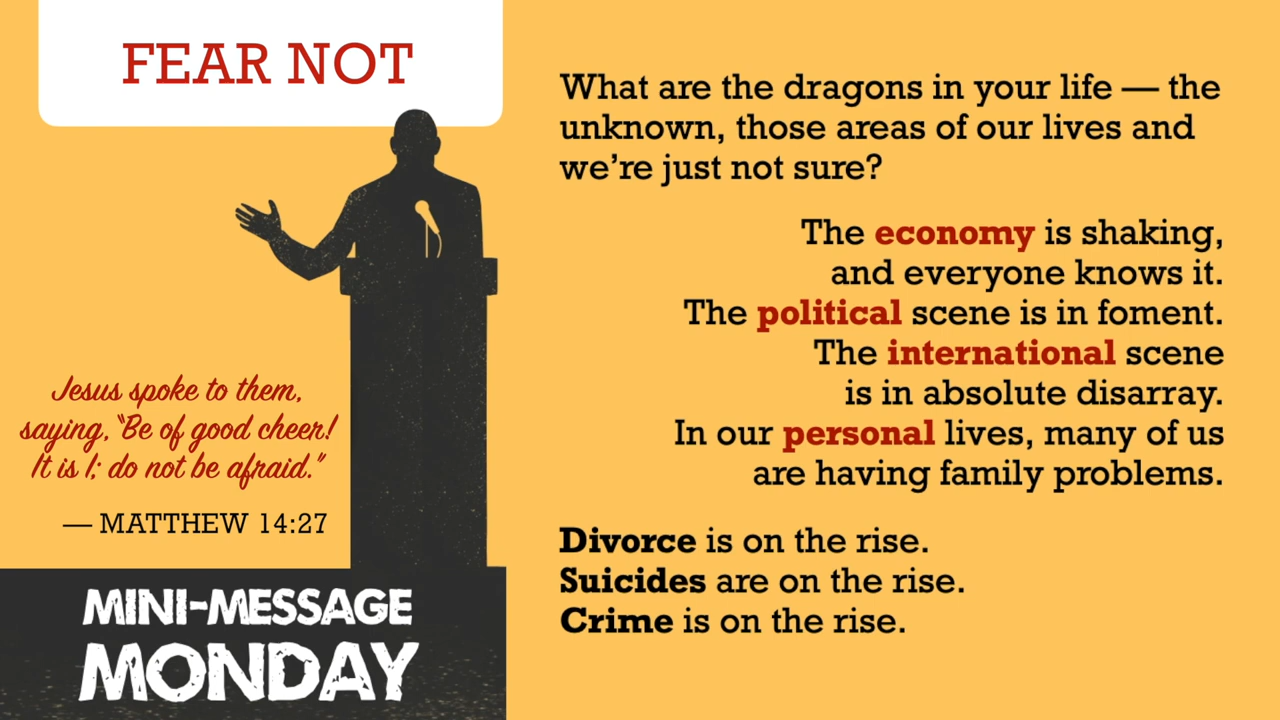 FEAR NOT
Jesus spoke to them,
saying, “Be of good cheer!
It is I; do not be afraid.”
— MATTHEW 14:27
MINI-MESSAGE
MONDAY
What are the dragons in your life — the
unknown, those areas of our lives and
we’re just not sure?
The economy is shaking,
and everyone knows it.
The political scene is in foment.
The international scene
is in absolute disarray.
In our personal lives, many of us
are having family problems.
Divorce is on the rise.
Suicides are on the rise.
Crime is on the rise.